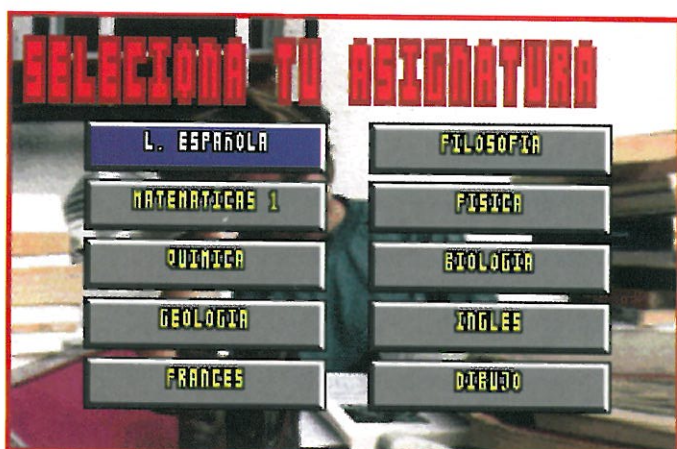 SELECIONA TU ASIGNATURA
L. ESPAÑOLA
MATEMATICAS 1
QUIMICA
GEOLOGIA
FRANCES
FILOSOFIA
FISICA
BIOLOGIA
INGLES
DIBUJO